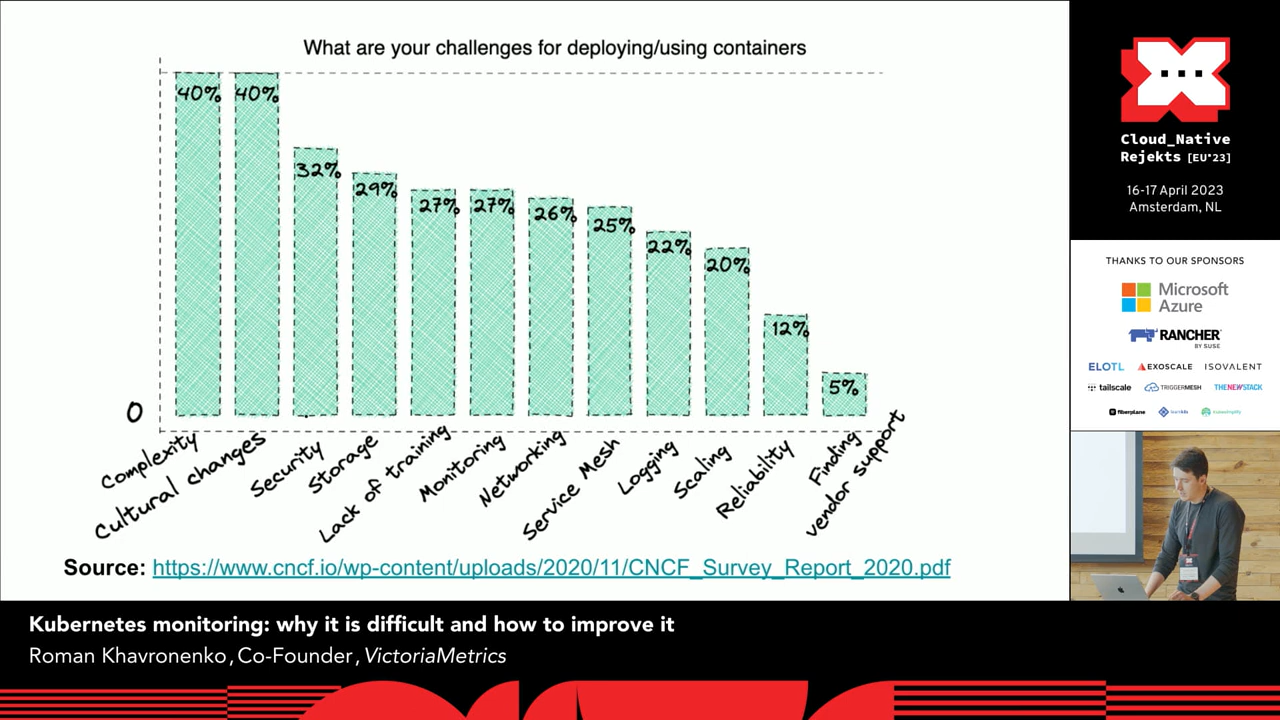 What are your challenges for deploying/using containers
40%
40%
32%
29%
27%
27%
26%
25%
22%
20%
12%
5%
0
Complexity
Cultural changes
Security
Storage
Lack of training
Monitoring
Networking
Service Mesh
Logging
Scaling
Reliability
Finding
vendor support
Source: https://www.cncf.io/wp-content/uploads/2020/11/CNCF_Survey_Report_2020.pdf
Kubernetes monitoring: why it is difficult and how to improve it
Roman Khavronenko, Co-Founder, VictoriaMetrics
Cloud_Native
Rejekts [EU'23]
16-17 April 2023
Amsterdam, NL
THANKS TO OUR SPONSORS
Microsoft
Azure
RANCHER
BY SUSE
ELOTL EXOSCALE ISOVALENT
tailscale TRIGGERMESH THENEWSTACK
fiberplane